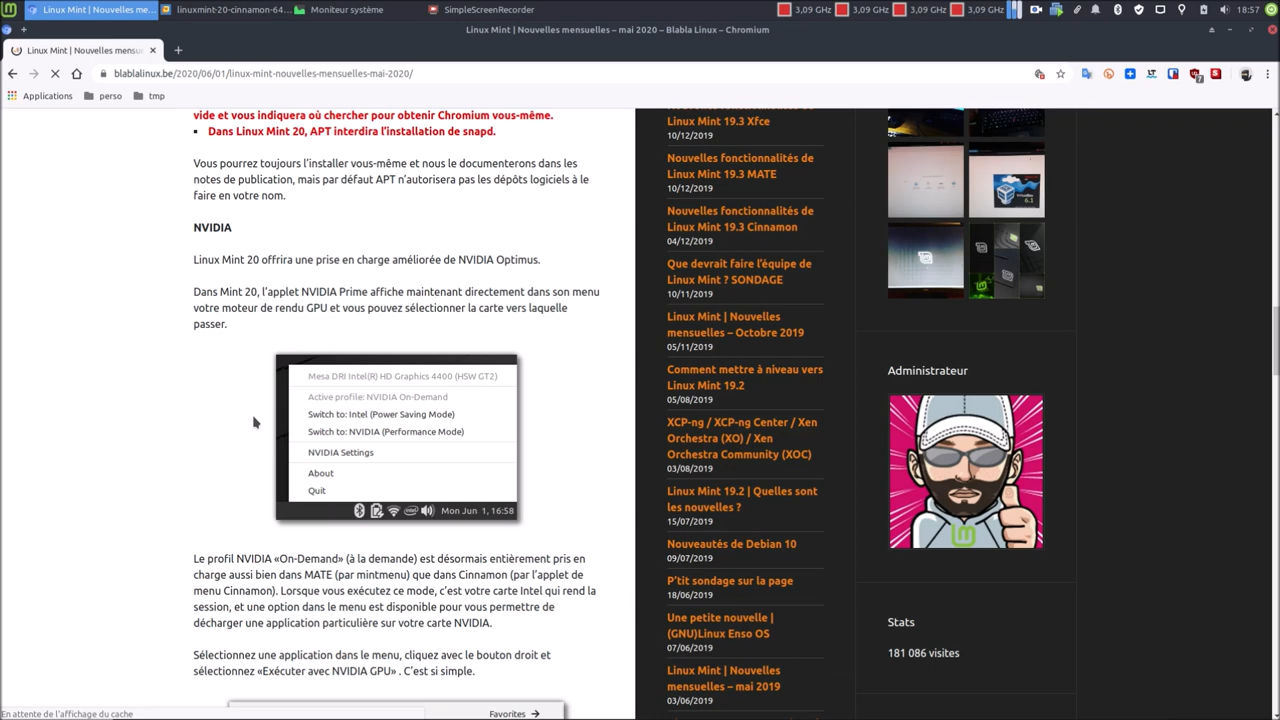 Linux Mint | Nouvelles me...
linuxmint-20-cinnamon-64...
Moniteur système
SimpleScreenRecorder
3,09 GHz
3,09 GHz
3,09 GHz
3,09 GHz
18:57
Linux Mint | Nouvelles mensuelles – mai 2020 – Blabla Linux – Chromium
Linux Mint | Nouvelles mensu
blablalinux.be/2020/06/01/linux-mint-nouvelles-mensuelles-mai-2020/
Applications
perso
tmp
vide et vous indiquera où chercher pour obtenir Chromium vous-même.
Dans Linux Mint 20, APT interdira l'installation de snapd.
Vous pourrez toujours l'installer vous-même et nous le documenterons dans les
notes de publication, mais par défaut APT n'autorisera pas les dépôts logiciels à le
faire en votre nom.
NVIDIA
Linux Mint 20 offrira une prise en charge améliorée de NVIDIA Optimus.
Dans Mint 20, l'applet NVIDIA Prime affiche maintenant directement dans son menu
votre moteur de rendu GPU et vous pouvez sélectionner la carte vers laquelle
passer.
Mesa DRI Intel(R) HD Graphics 4400 (HSW GT2)
Active profile: NVIDIA On-Demand
Switch to: Intel (Power Saving Mode)
Switch to: NVIDIA (Performance Mode)
NVIDIA Settings
About
Quit
Mon Jun 1, 16:58
Le profil NVIDIA «On-Demand» (à la demande) est désormais entièrement pris en
charge aussi bien dans MATE (par mintmenu) que dans Cinnamon (par l'applet de
menu Cinnamon). Lorsque vous exécutez ce mode, c'est votre carte Intel qui rend la
session, et une option dans le menu est disponible pour vous permettre de
décharger une application particulière sur votre carte NVIDIA.
Sélectionnez une application dans le menu, cliquez avec le bouton droit et
sélectionnez «Exécuter avec NVIDIA GPU» . C'est si simple.
Favorites
En attente de l'affichage du cache
Nouvelles fonctionnalités de
Linux Mint 19.3 Xfce
10/12/2019
Nouvelles fonctionnalités de
Linux Mint 19.3 MATE
10/12/2019
Nouvelles fonctionnalités de
Linux Mint 19.3 Cinnamon
04/12/2019
Que devrait faire l'équipe de
Linux Mint ? SONDAGE
10/11/2019
Linux Mint | Nouvelles
mensuelles – Octobre 2019
05/11/2019
Comment mettre à niveau vers
Linux Mint 19.2
05/08/2019
XCP-ng / XCP-ng Center / Xen
Orchestra (XO) / Xen
Orchestra Community (XOC)
03/08/2019
Linux Mint 19.2 | Quelles sont
les nouvelles ?
15/07/2019
Nouveautés de Debian 10
09/07/2019
P'tit sondage sur la page
18/06/2019
Une petite nouvelle |
(GNU)Linux Enso OS
07/06/2019
Linux Mint | Nouvelles
mensuelles – mai 2019
03/06/2019
6.1
Administrateur
Stats
181 086 visites